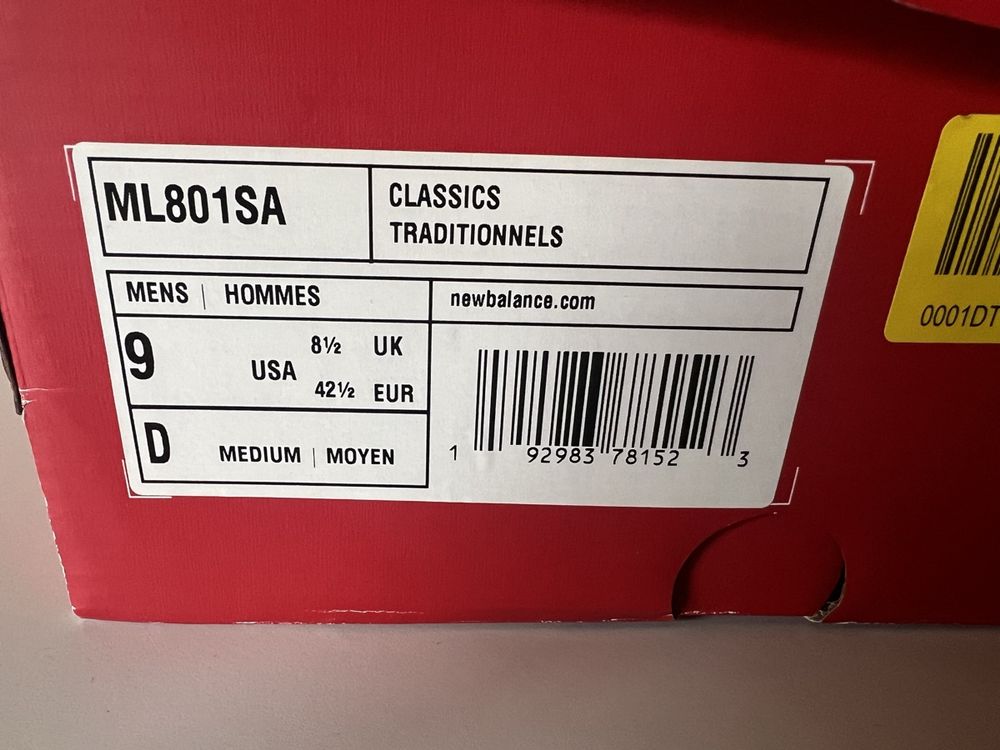 ML801SA
CLASSICS
TRADITIONNELS
MENS | HOMMES
newbalance.com
9
USA
8½ UK
42½ EUR
D
MEDIUM | MOYEN
1 92983 78152 3
0001DT